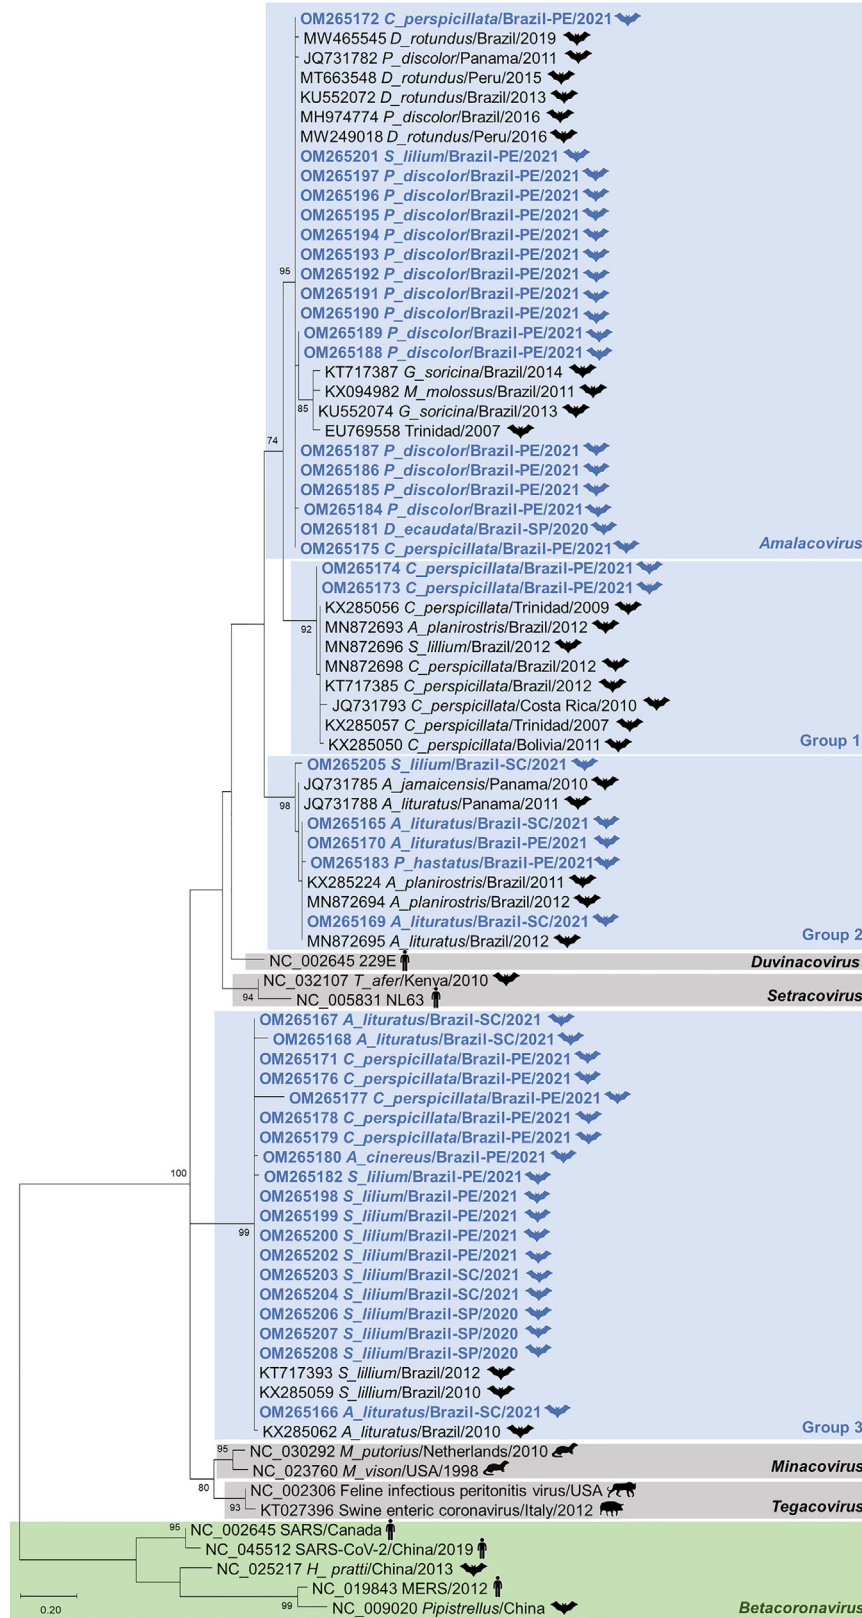 OM265172 C_perspicillata/Brazil-PE/2021
MW465545 D_rotundus/Brazil/2019
JQ731782 P_discolor/Panama/2011
MT663548 D_rotundus/Peru/2015
KU552072 D_rotundus/Brazil/2013
MH974774 P_discolor/Brazil/2016
MW249018 D_rotundus/Peru/2016
OM265201 S_lilium/Brazil-PE/2021
OM265197 P_discolor/Brazil-PE/2021
OM265196 P_discolor/Brazil-PE/2021
OM265195 P_discolor/Brazil-PE/2021
OM265194 P_discolor/Brazil-PE/2021
OM265193 P_discolor/Brazil-PE/2021
95
OM265192 P_discolor/Brazil-PE/2021
OM265191 P_discolor/Brazil-PE/2021
OM265190 P_discolor/Brazil-PE/2021
OM265189 P_discolor/Brazil-PE/2021
OM265188 P_discolor/Brazil-PE/2021
KT717387 G_soricina/Brazil/2014
KX094982 M_molossus/Brazil/2011
85
KU552074 G_soricina/Brazil/2013
EU769558 Trinidad/2007
74
OM265187 P_discolor/Brazil-PE/2021
OM265186 P_discolor/Brazil-PE/2021
OM265185 P_discolor/Brazil-PE/2021
OM265184 P_discolor/Brazil-PE/2021
OM265181 D_ecaudata/Brazil-SP/2020
OM265175 C_perspicillata/Brazil-PE/2021
Amalacovirus
OM265174 C_perspicillata/Brazil-PE/2021
OM265173 C_perspicillata/Brazil-PE/2021
KX285056 C_perspicillata/Trinidad/2009
92
MN872693 A_planirostris/Brazil/2012
MN872696 S_lillium/Brazil/2012
MN872698 C_perspicillata/Brazil/2012
KT717385 C_perspicillata/Brazil/2012
JQ731793 C_perspicillata/Costa Rica/2010
KX285057 C_perspicillata/Trinidad/2007
KX285050 C_perspicillata/Bolivia/2011
Group 1
OM265205 S_lilium/Brazil-SC/2021
JQ731785 A_jamaicensis/Panama/2010
98
JQ731788 A_lituratus/Panama/2011
OM265165 A_lituratus/Brazil-SC/2021
OM265170 A_lituratus/Brazil-PE/2021
OM265183 P_hastatus/Brazil-PE/2021
KX285224 A_planirostris/Brazil/2011
MN872694 A_planirostris/Brazil/2012
OM265169 A_lituratus/Brazil-SC/2021
MN872695 A_lituratus/Brazil/2012
Group 2
NC_002645 229E
Duvinacovirus
NC_032107 T_afer/Kenya/2010
94
NC_005831 NL63
Setracovirus
OM265167 A_lituratus/Brazil-SC/2021
OM265168 A_lituratus/Brazil-SC/2021
OM265171 C_perspicillata/Brazil-PE/2021
OM265176 C_perspicillata/Brazil-PE/2021
OM265177 C_perspicillata/Brazil-PE/2021
OM265178 C_perspicillata/Brazil-PE/2021
OM265179 C_perspicillata/Brazil-PE/2021
OM265180 A_cinereus/Brazil-PE/2021
100
OM265182 S_lilium/Brazil-PE/2021
OM265198 S_lilium/Brazil-PE/2021
OM265199 S_lilium/Brazil-PE/2021
99
OM265200 S_lilium/Brazil-PE/2021
OM265202 S_lilium/Brazil-PE/2021
OM265203 S_lilium/Brazil-SC/2021
OM265204 S_lilium/Brazil-SC/2021
OM265206 S_lilium/Brazil-SP/2020
OM265207 S_lilium/Brazil-SP/2020
OM265208 S_lilium/Brazil-SP/2020
KT717393 S_lillium/Brazil/2012
KX285059 S_lillium/Brazil/2010
OM265166 A_lituratus/Brazil-SC/2021
KX285062 A_lituratus/Brazil/2010
Group 3
95
NC_030292 M_putorius/Netherlands/2010
NC_023760 M_vison/USA/1998
Minacovirus
80
NC_002306 Feline infectious peritonitis virus/USA
93
KT027396 Swine enteric coronavirus/Italy/2012
Tegacovirus
95
NC_002645 SARS/Canada
NC_045512 SARS-CoV-2/China/2019
NC_025217 H_pratti/China/2013
NC_019843 MERS/2012
99
NC_009020 Pipistrellus/China
0.20
Betacoronavirus